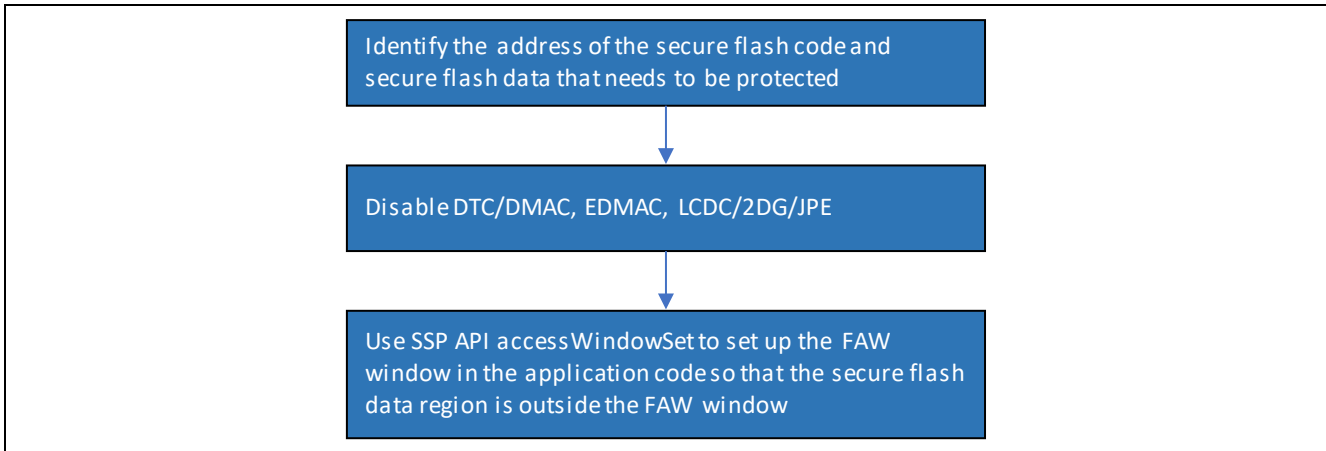 Identify the address of the secure flash code and
secure flash data that needs to be protected
Disable DTC/DMAC, EDMAC, LCDC/2DG/JPE
Use SSP API accessWindowSet to set up the FAW
window in the application code so that the secure flash
data region is outside the FAW window